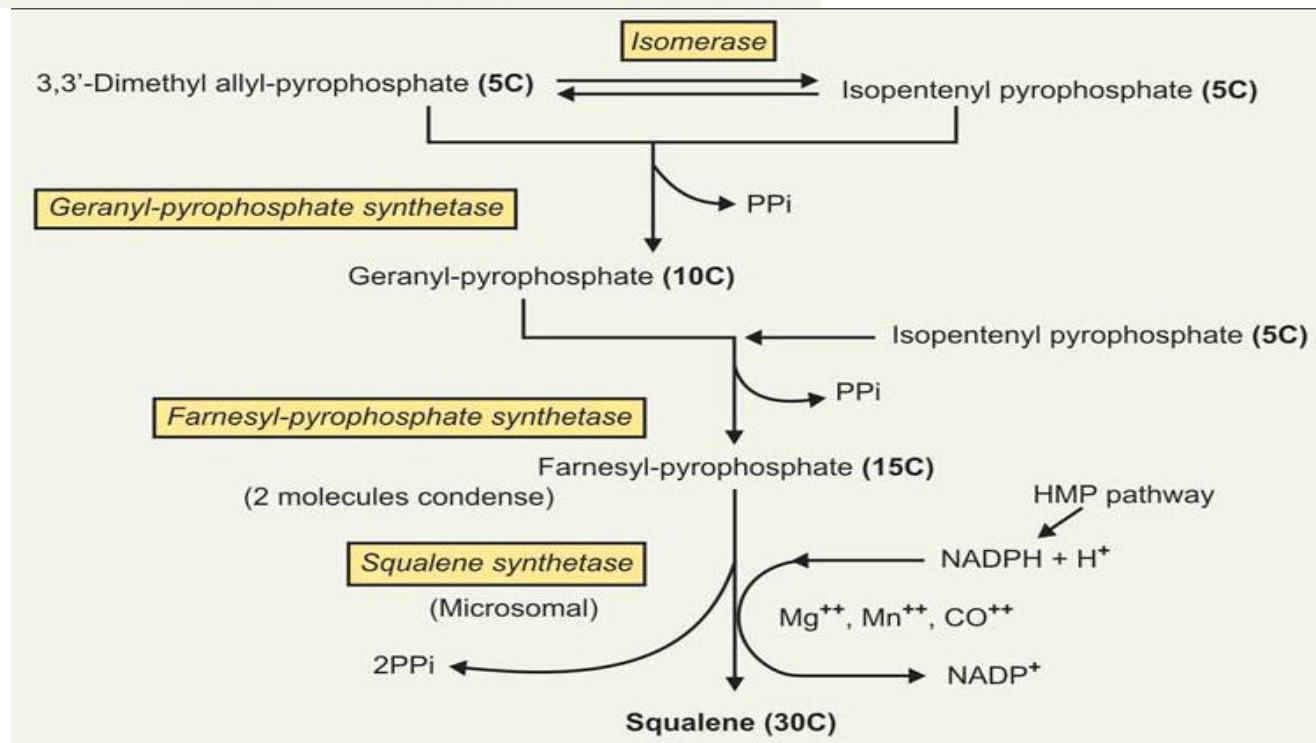 Isomerase
3,3'-Dimethyl allyl-pyrophosphate (5C)
Isopentenyl pyrophosphate (5C)
Geranyl-pyrophosphate synthetase
PPi
Geranyl-pyrophosphate (10C)
Isopentenyl pyrophosphate (5C)
PPi
Farnesyl-pyrophosphate synthetase
Farnesyl-pyrophosphate (15C)
(2 molecules condense)
HMP pathway
Squalene synthetase
NADPH + H⁺
(Microsomal)
Mg⁺⁺, Mn⁺⁺, CO⁺⁺
2PPi
NADP⁺
Squalene (30C)